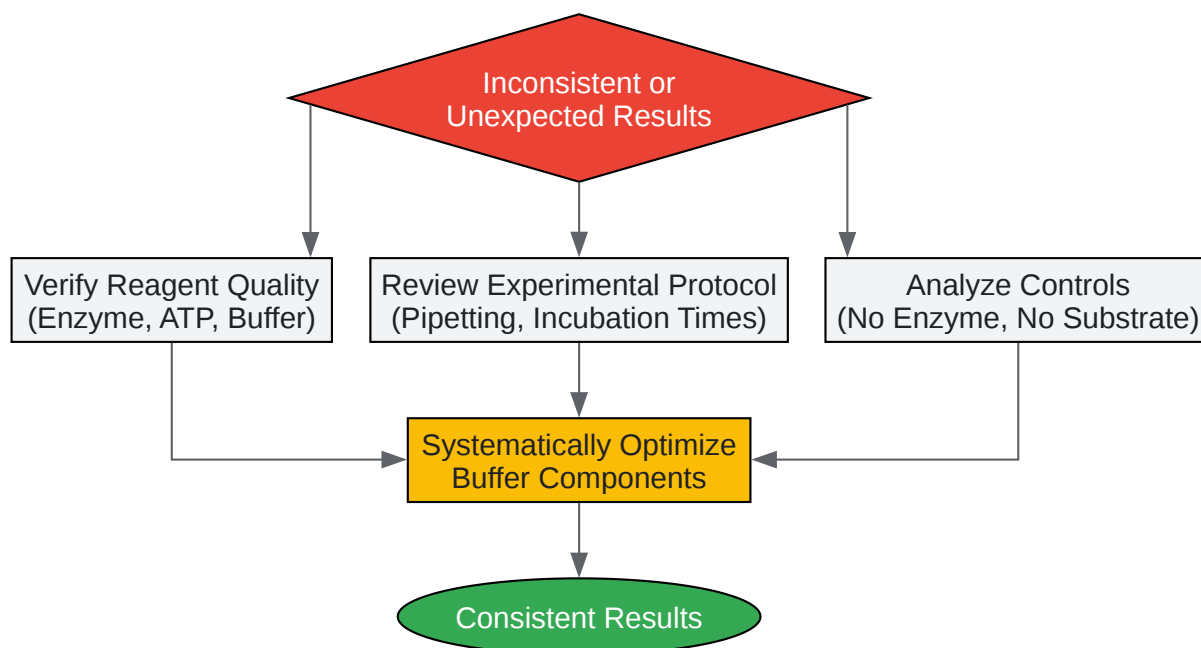 Inconsistent or
Unexpected Results
Verify Reagent Quality
(Enzyme, ATP, Buffer)
Review Experimental Protocol
(Pipetting, Incubation Times)
Analyze Controls
(No Enzyme, No Substrate)
Systematically Optimize
Buffer Components
Consistent Results